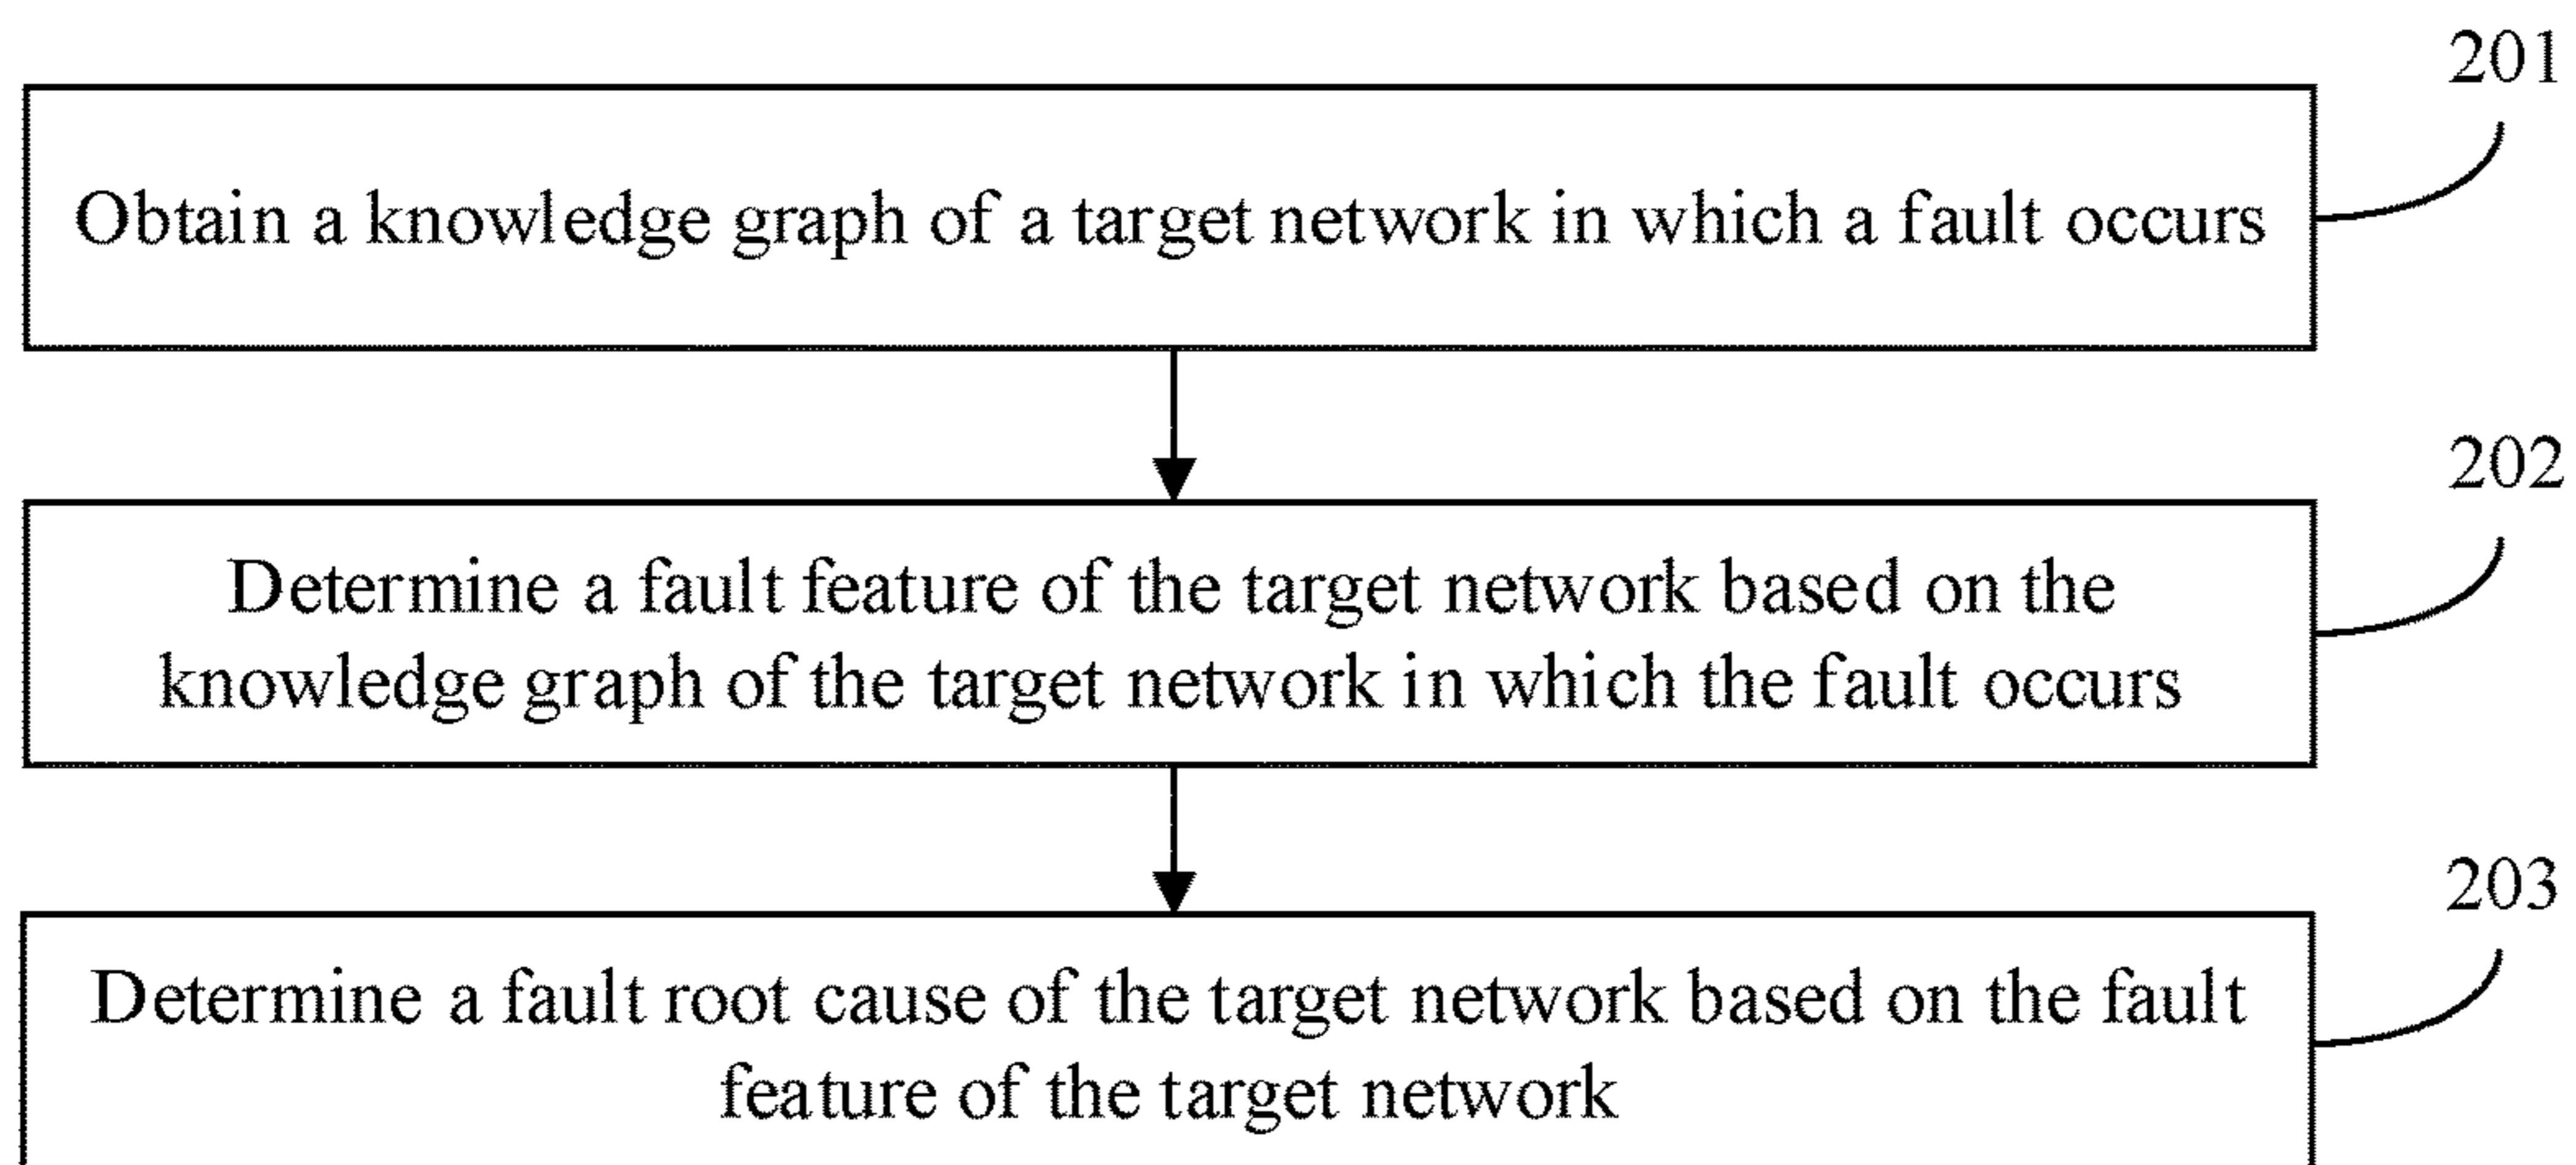 201
Obtain a knowledge graph of a target network in which a fault occurs
202
Determine a fault feature of the target network based on the
knowledge graph of the target network in which the fault occurs
203
Determine a fault root cause of the target network based on the fault
feature of the target network